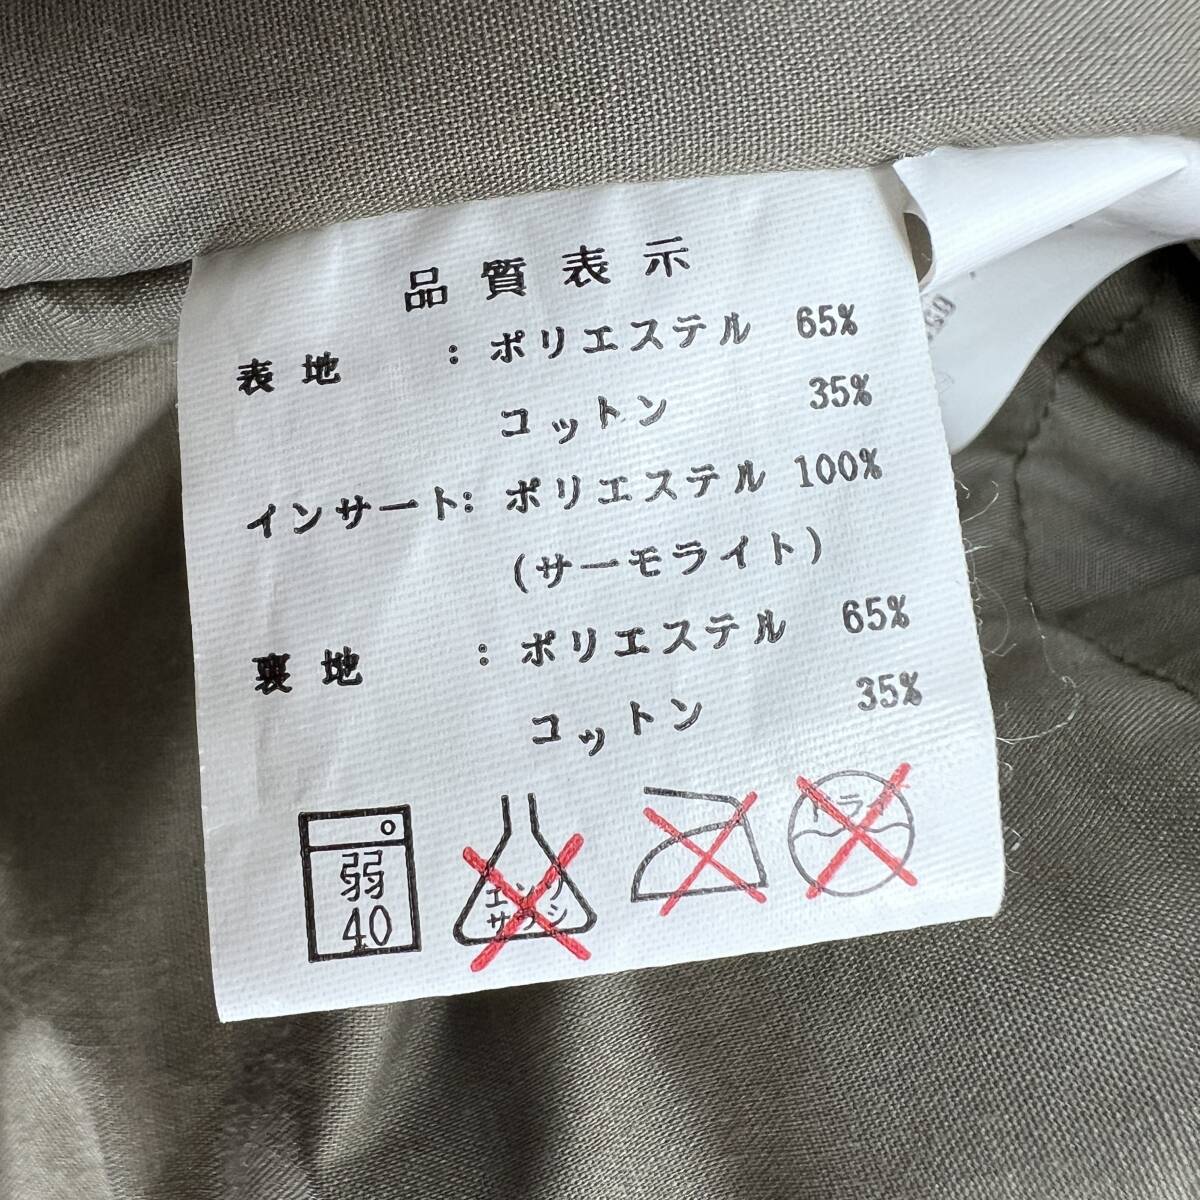 品質表示
表地 : ポリエステル 65%
コットン 35%
インサート: ポリエステル 100%
(サーモライト)
裏地 : ポリエステル 65%
コットン 35%
弱
40
エンソ
サラシ
ドライ